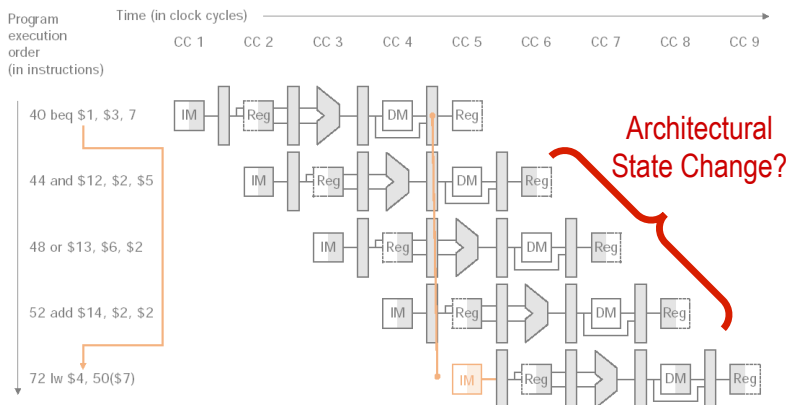 Program
execution
order
(in instructions)
Time (in clock cycles)
CC 1 CC 2 CC 3 CC 4 CC 5 CC 6 CC 7 CC 8 CC 9
40 beq $1, $3, 7
IM Reg DM Reg
Architectural
State Change?
44 and $12, $2, $5
IM Reg DM Reg
48 or $13, $6, $2
IM Reg DM Reg
52 add $14, $2, $2
IM Reg DM Reg
72 lw $4, 50($7)
IM Reg DM Reg